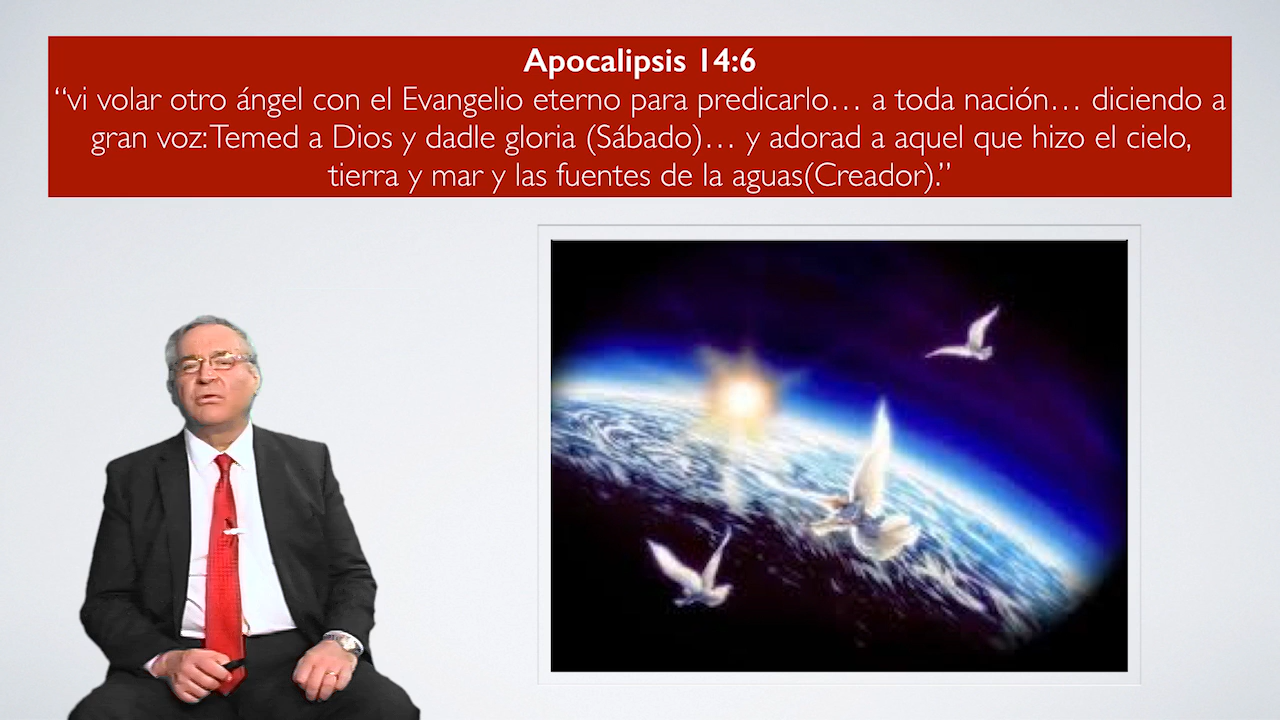 Apocalipsis 14:6
“vi volar otro ángel con el Evangelio eterno para predicarlo… a toda nación… diciendo a
gran voz: Temed a Dios y dadle gloria (Sábado)… y adorad a aquel que hizo el cielo,
tierra y mar y las fuentes de la aguas(Creador).”